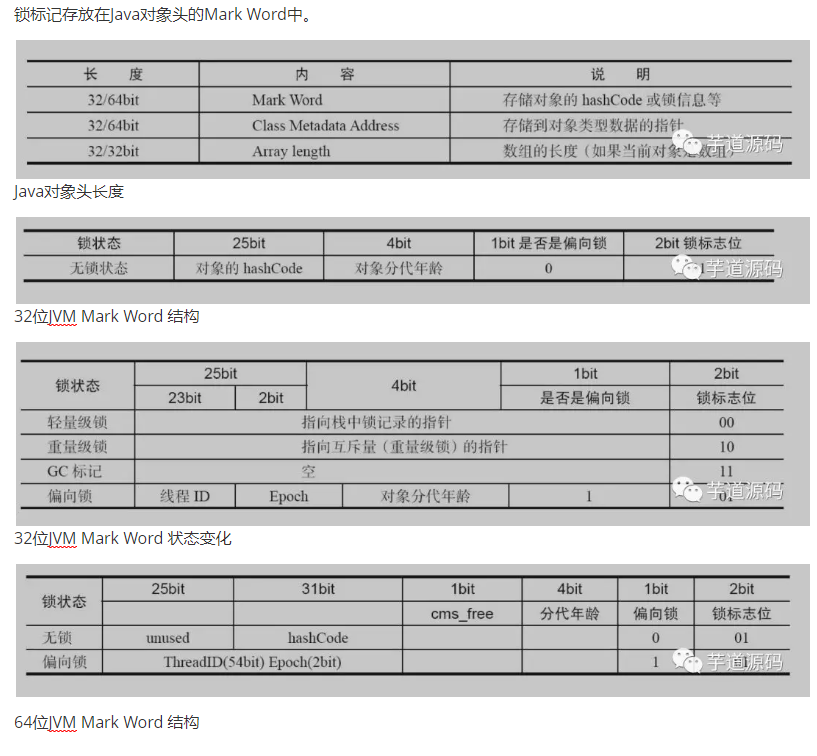 锁标记存放在Java对象头的Mark Word中。
长 度 内 容 说 明
32/64bit Mark Word 存储对象的 hashCode 或锁信息等
32/64bit Class Metadata Address 存储到对象类型数据的指针
32/32bit Array length 数组的长度（如果当前对象是数组）
芋道源码
Java对象头长度
锁状态 25bit 4bit 1bit 是否是偏向锁 2bit 锁标志位
无锁状态 对象的 hashCode 对象分代年龄 0
芋道源码
32位JVM Mark Word 结构
锁状态 25bit 4bit 1bit 2bit
23bit 2bit 是否是偏向锁 锁标志位
轻量级锁 指向栈中锁记录的指针 00
重量级锁 指向互斥量（重量级锁）的指针 10
GC 标记 空 11
偏向锁 线程 ID Epoch 对象分代年龄 1 01
芋道源码
32位JVM Mark Word 状态变化
锁状态 25bit 31bit 1bit 4bit 1bit 2bit
cms_free 分代年龄 偏向锁 锁标志位
无锁 unused hashCode 0 01
偏向锁 ThreadID(54bit) Epoch(2bit) 1
芋道源码
64位JVM Mark Word 结构